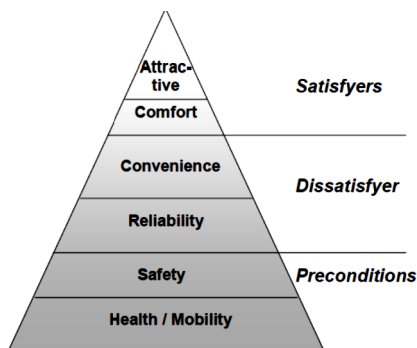 Attrac-
tive
Satisfyers
Comfort
Convenience
Dissatisfyer
Reliability
Safety
Preconditions
Health / Mobility